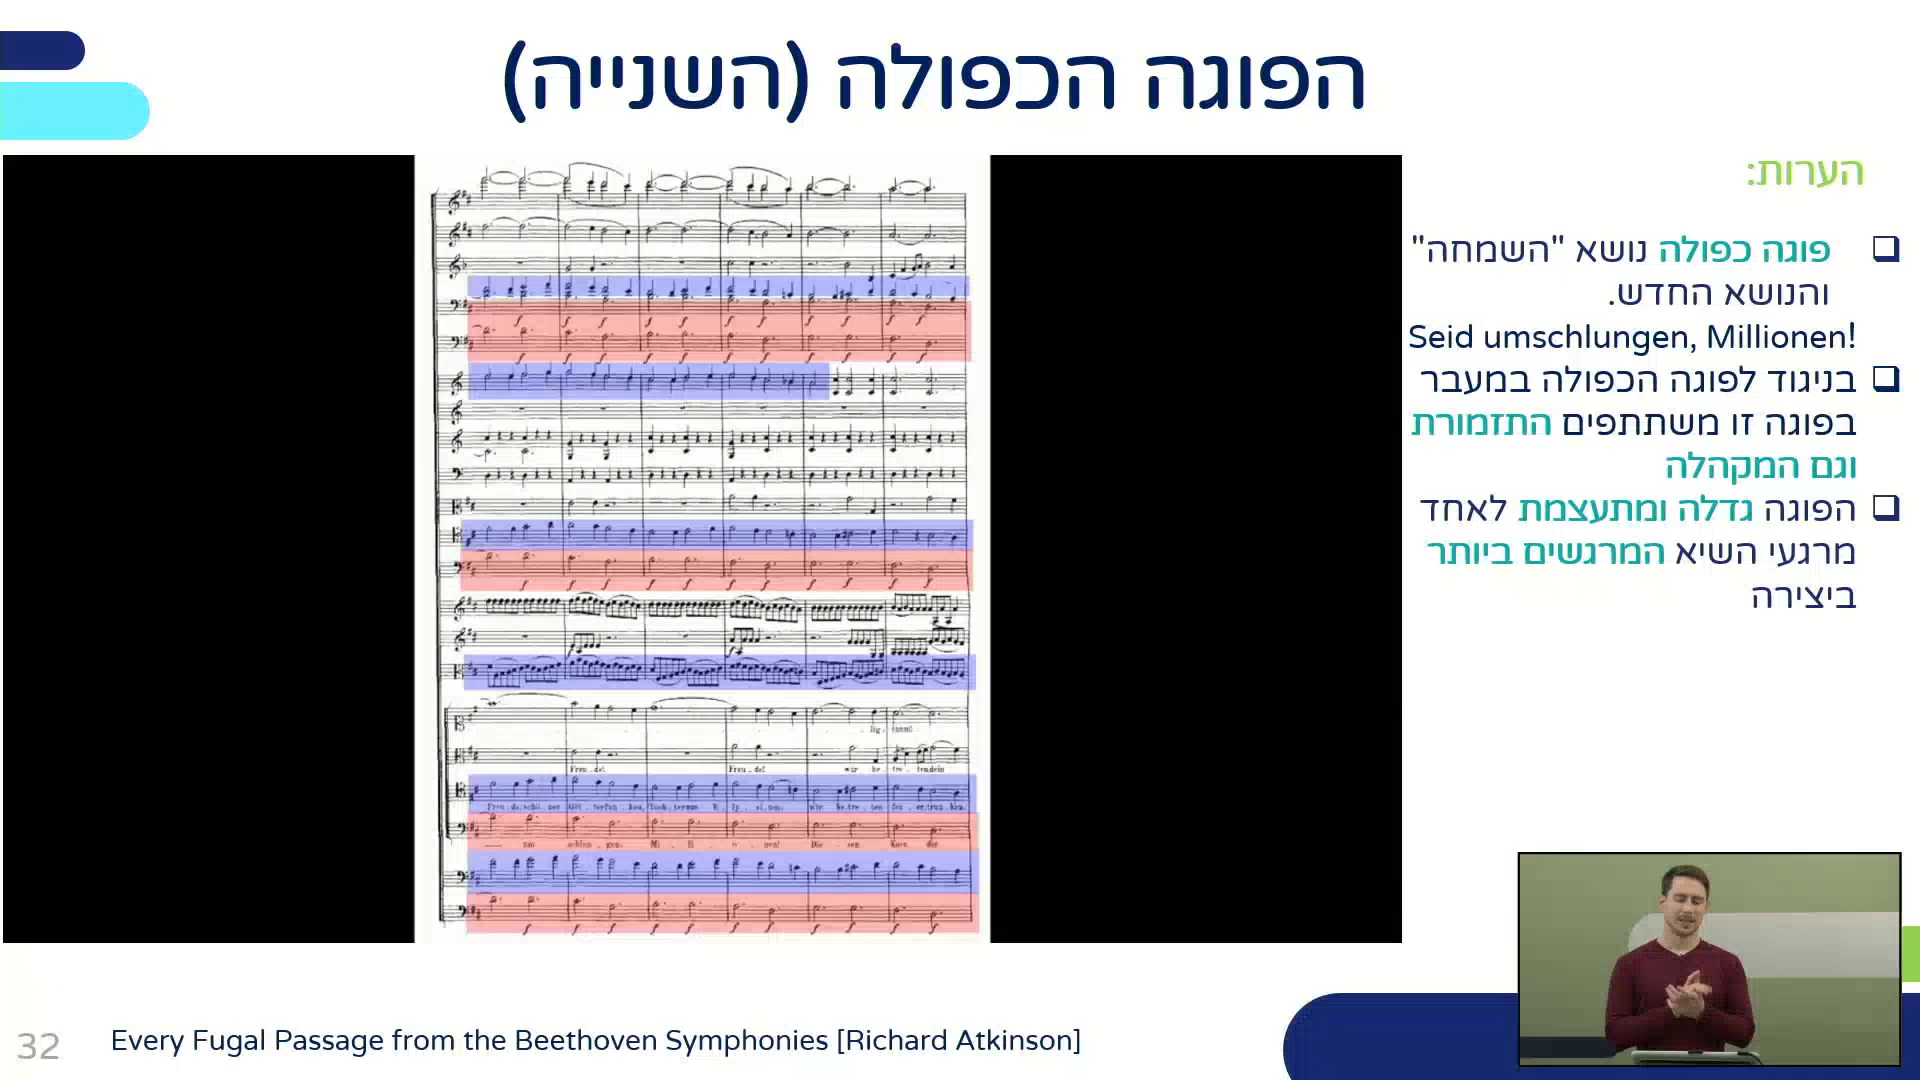 הפוגה הכפולה (השנייה)
הערות:
פוגה כפולה נושא "השמחה"
והנושא החדש.
Seid umschlungen, Millionen!
בניגוד לפוגה הכפולה במעבר
בפוגה זו משתתפים התזמורת
וגם המקהלה
הפוגה גדלה ומתעצמת לאחד
מרגעי השיא המרגשים ביותר
ביצירה
32
Every Fugal Passage from the Beethoven Symphonies [Richard Atkinson]